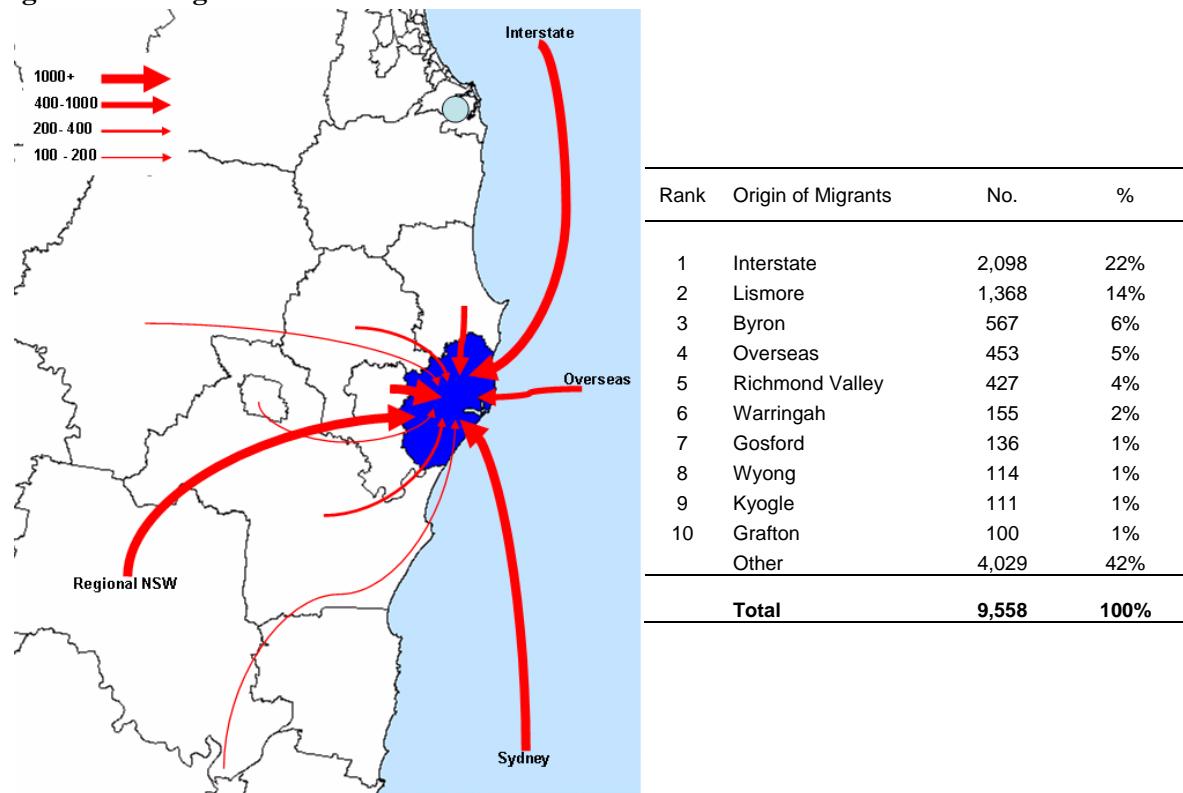 Interstate
1000+
400-1000
200- 400
100 - 200
Overseas
Regional NSW
Sydney
Rank Origin of Migrants No. %
1 Interstate 2,098 22%
2 Lismore 1,368 14%
3 Byron 567 6%
4 Overseas 453 5%
5 Richmond Valley 427 4%
6 Warringah 155 2%
7 Gosford 136 1%
8 Wyong 114 1%
9 Kyogle 111 1%
10 Grafton 100 1%
Other 4,029 42%
Total 9,558 100%